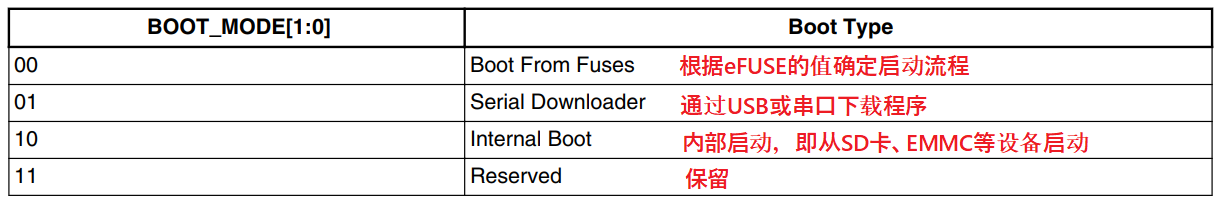 BOOT_MODE[1:0] Boot Type
00 Boot From Fuses 根据eFUSE的值确定启动流程
01 Serial Downloader 通过USB或串口下载程序
10 Internal Boot 内部启动，即从SD卡、EMMC等设备启动
11 Reserved 保留